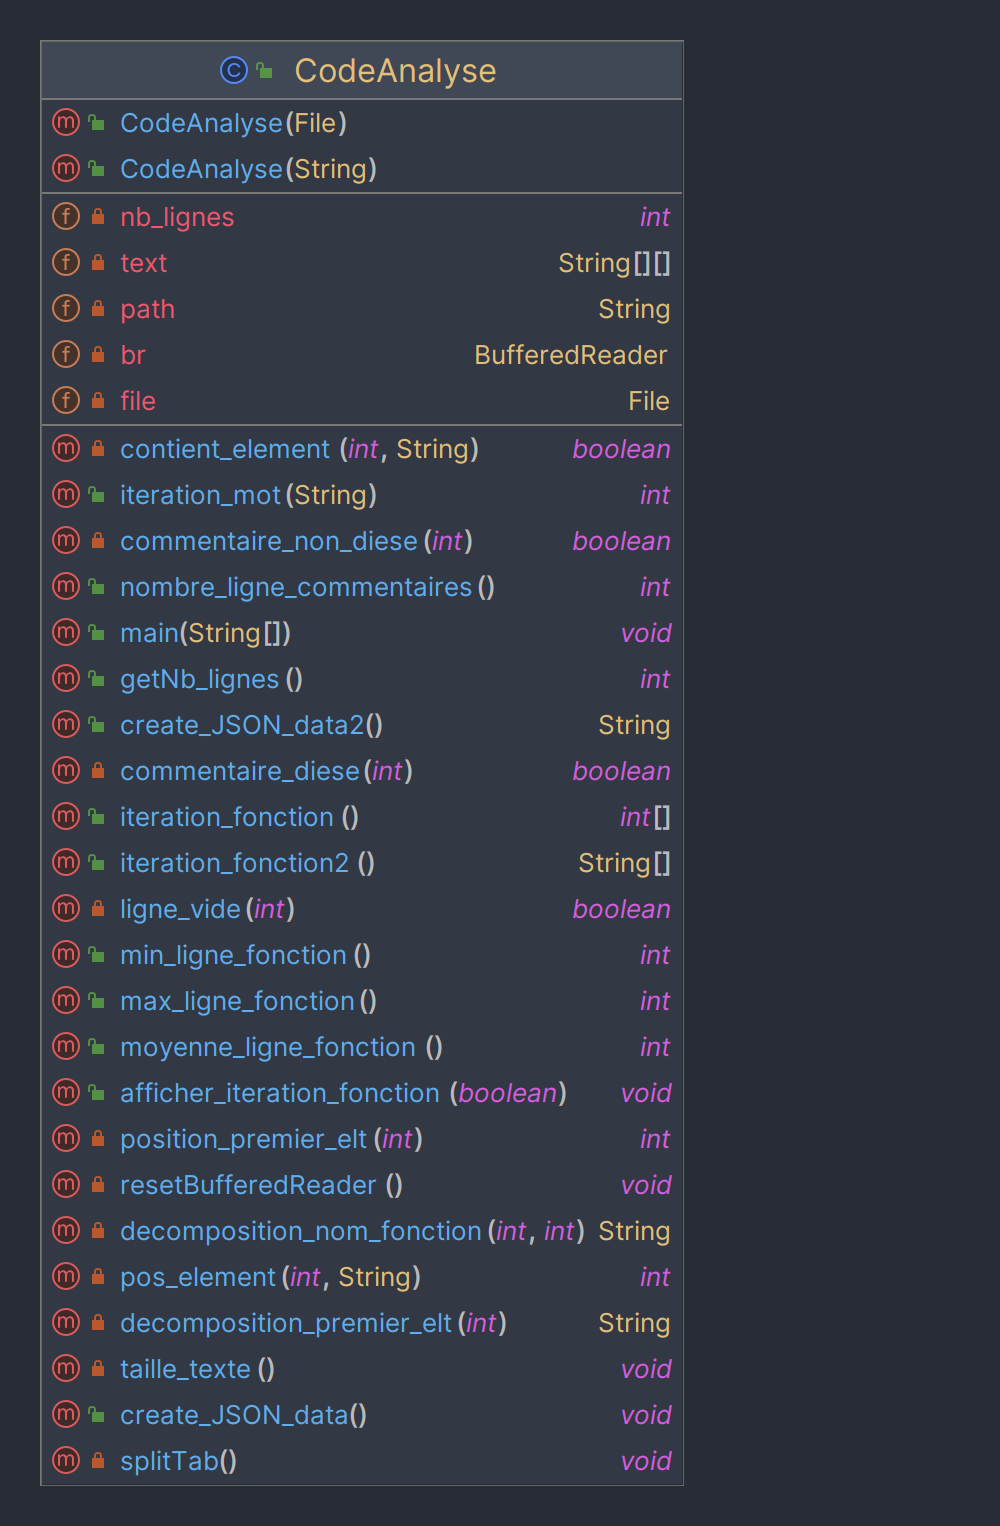 CodeAnalyse
CodeAnalyse(File)
CodeAnalyse(String)
nb_lignes int
text String[][]
path String
br BufferedReader
file File
contient_element (int, String) boolean
iteration_mot(String) int
commentaire_non_diese(int) boolean
nombre_ligne_commentaires() int
main(String[]) void
getNb_lignes () int
create_JSON_data2() String
commentaire_diese(int) boolean
iteration_fonction () int[]
iteration_fonction2 () String[]
ligne_vide(int) boolean
min_ligne_fonction () int
max_ligne_fonction() int
moyenne_ligne_fonction () int
afficher_iteration_fonction (boolean) void
position_premier_elt(int) int
resetBufferedReader () void
decomposition_nom_fonction(int, int) String
pos_element(int, String) int
decomposition_premier_elt(int) String
taille_texte () void
create_JSON_data() void
splitTab() void